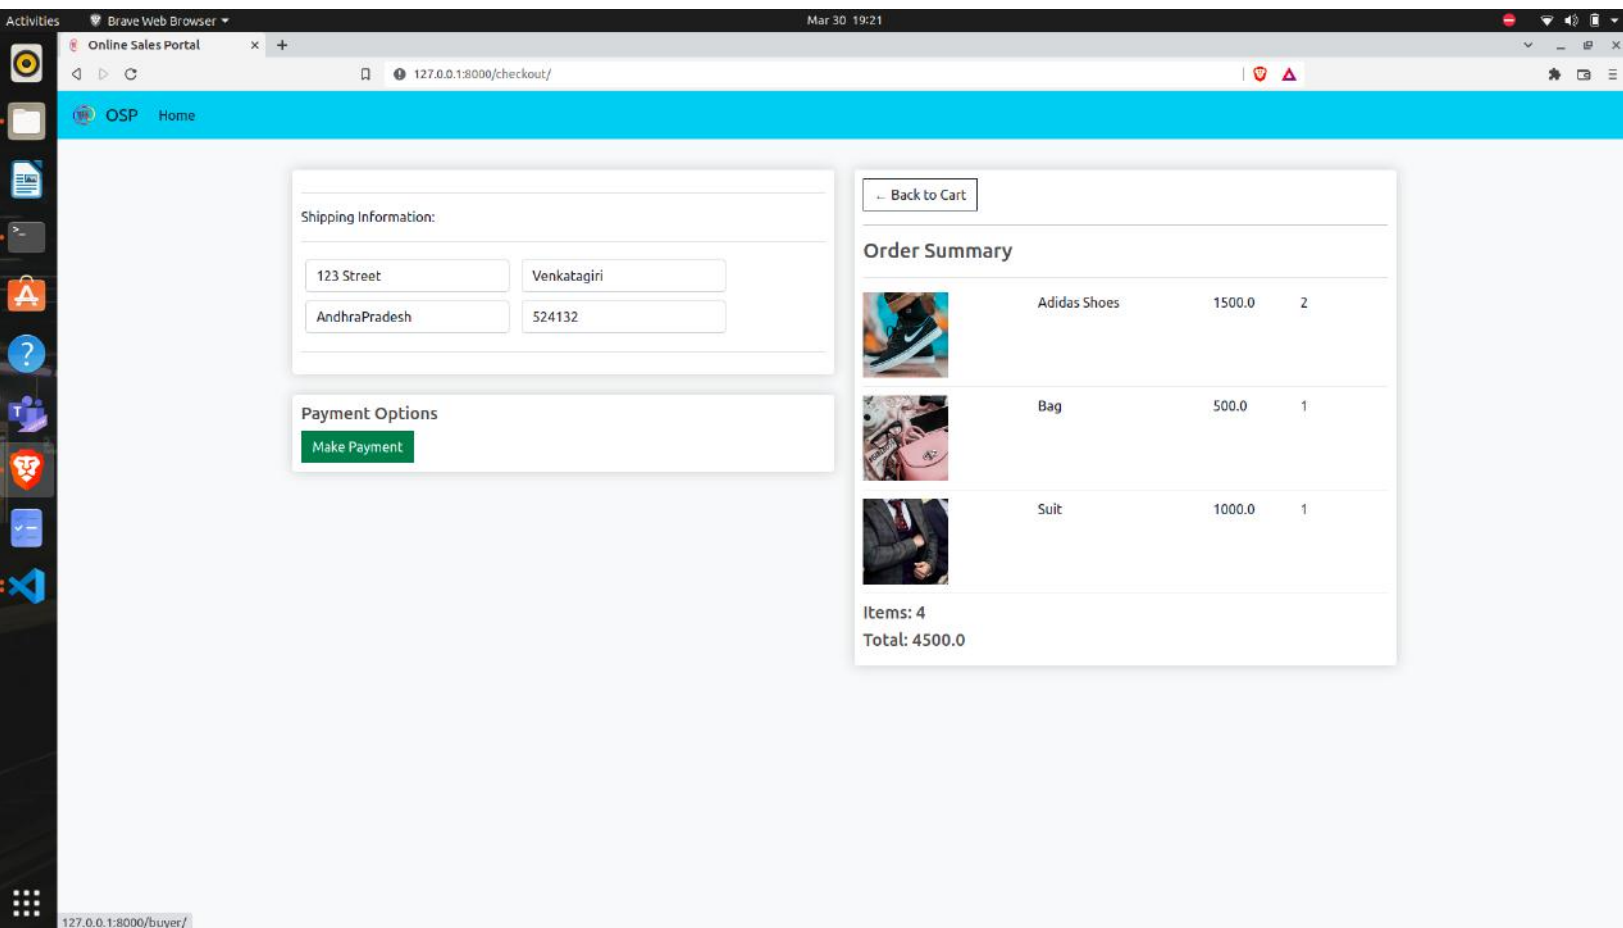 Activities
Brave Web Browser
Mar 30 19:21
Online Sales Portal
127.0.0.1:8000/checkout/
OSP
Home
Shipping Information:
123 Street
Venkatagiri
AndhraPradesh
524132
Payment Options
Make Payment
← Back to Cart
Order Summary
Adidas Shoes 1500.0 2
Bag 500.0 1
Suit 1000.0 1
Items: 4
Total: 4500.0
127.0.0.1:8000/buyer/